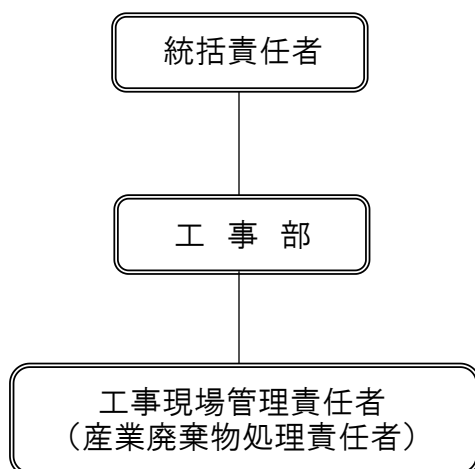 統括責任者
工 事 部
工事現場管理責任者
（産業廃棄物処理責任者）